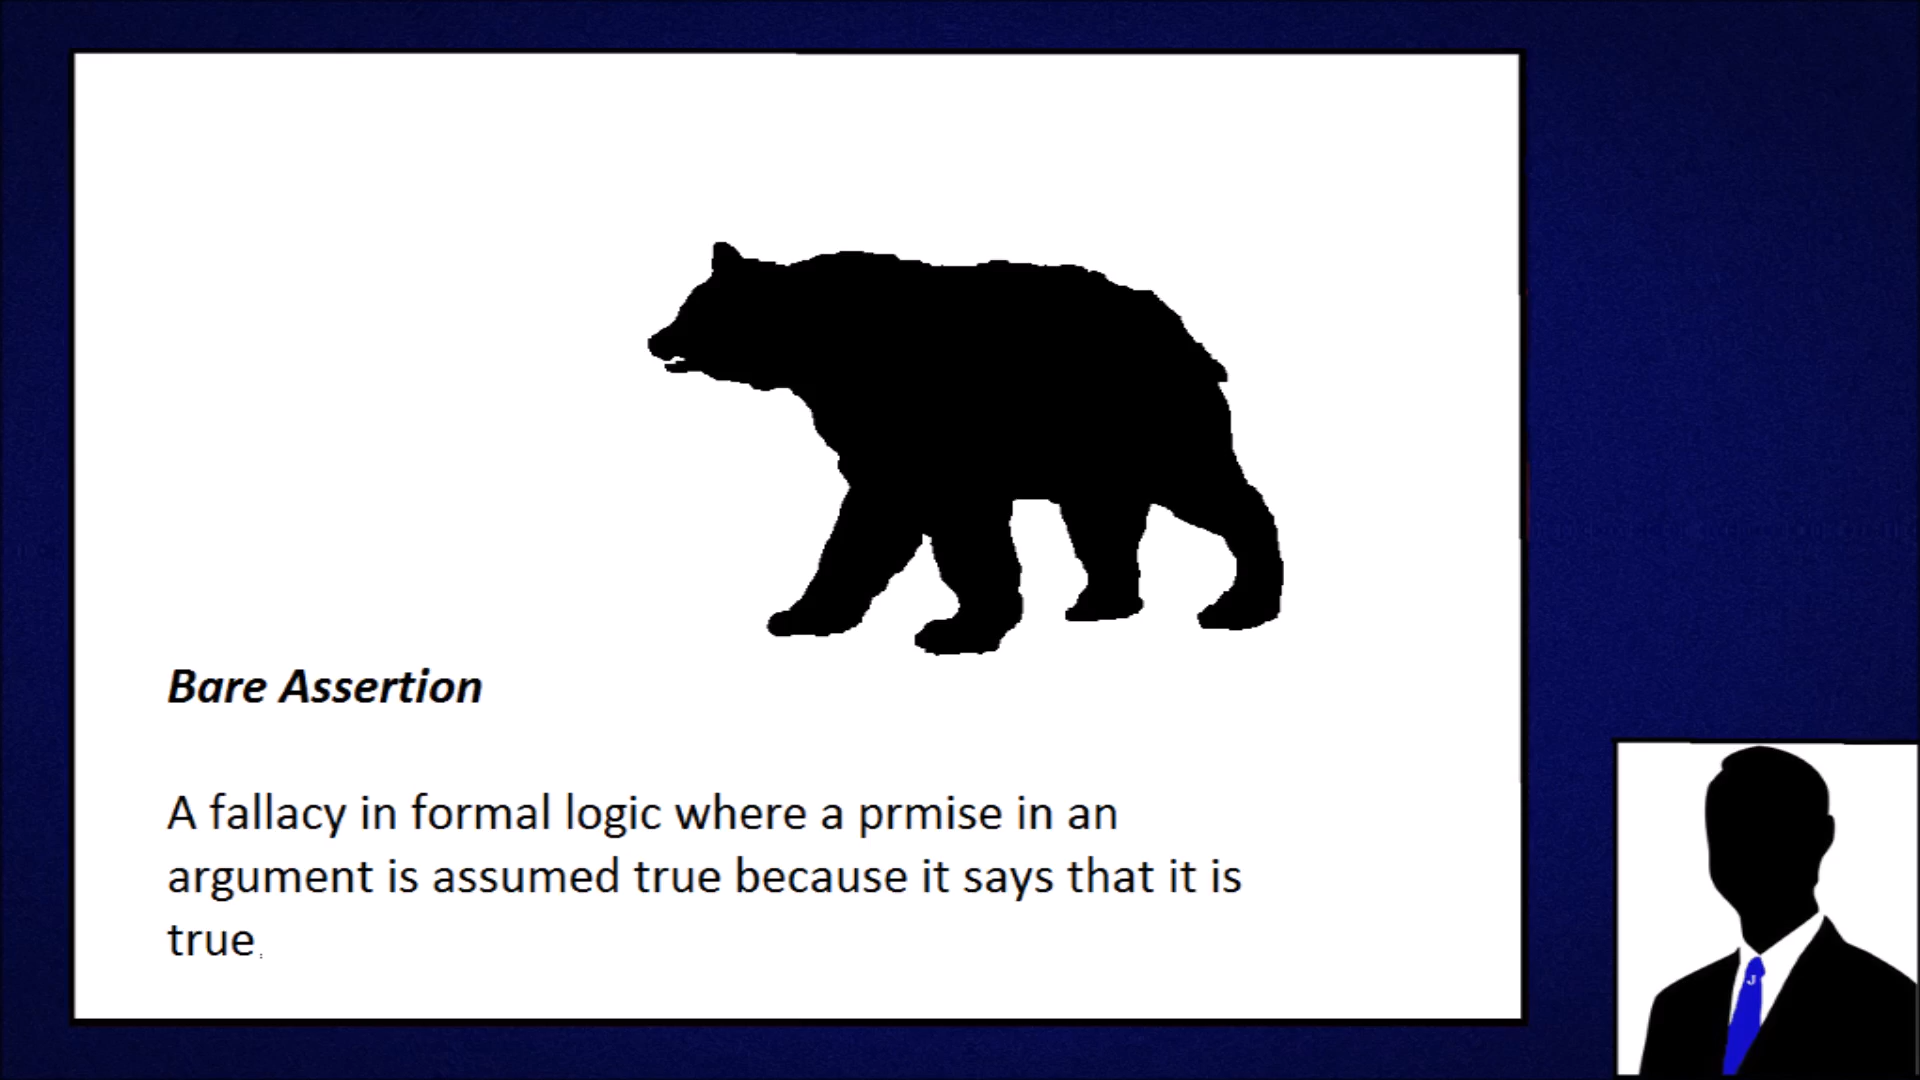 Bare Assertion
A fallacy in formal logic where a prmise in an
argument is assumed true because it says that it is
true.
J